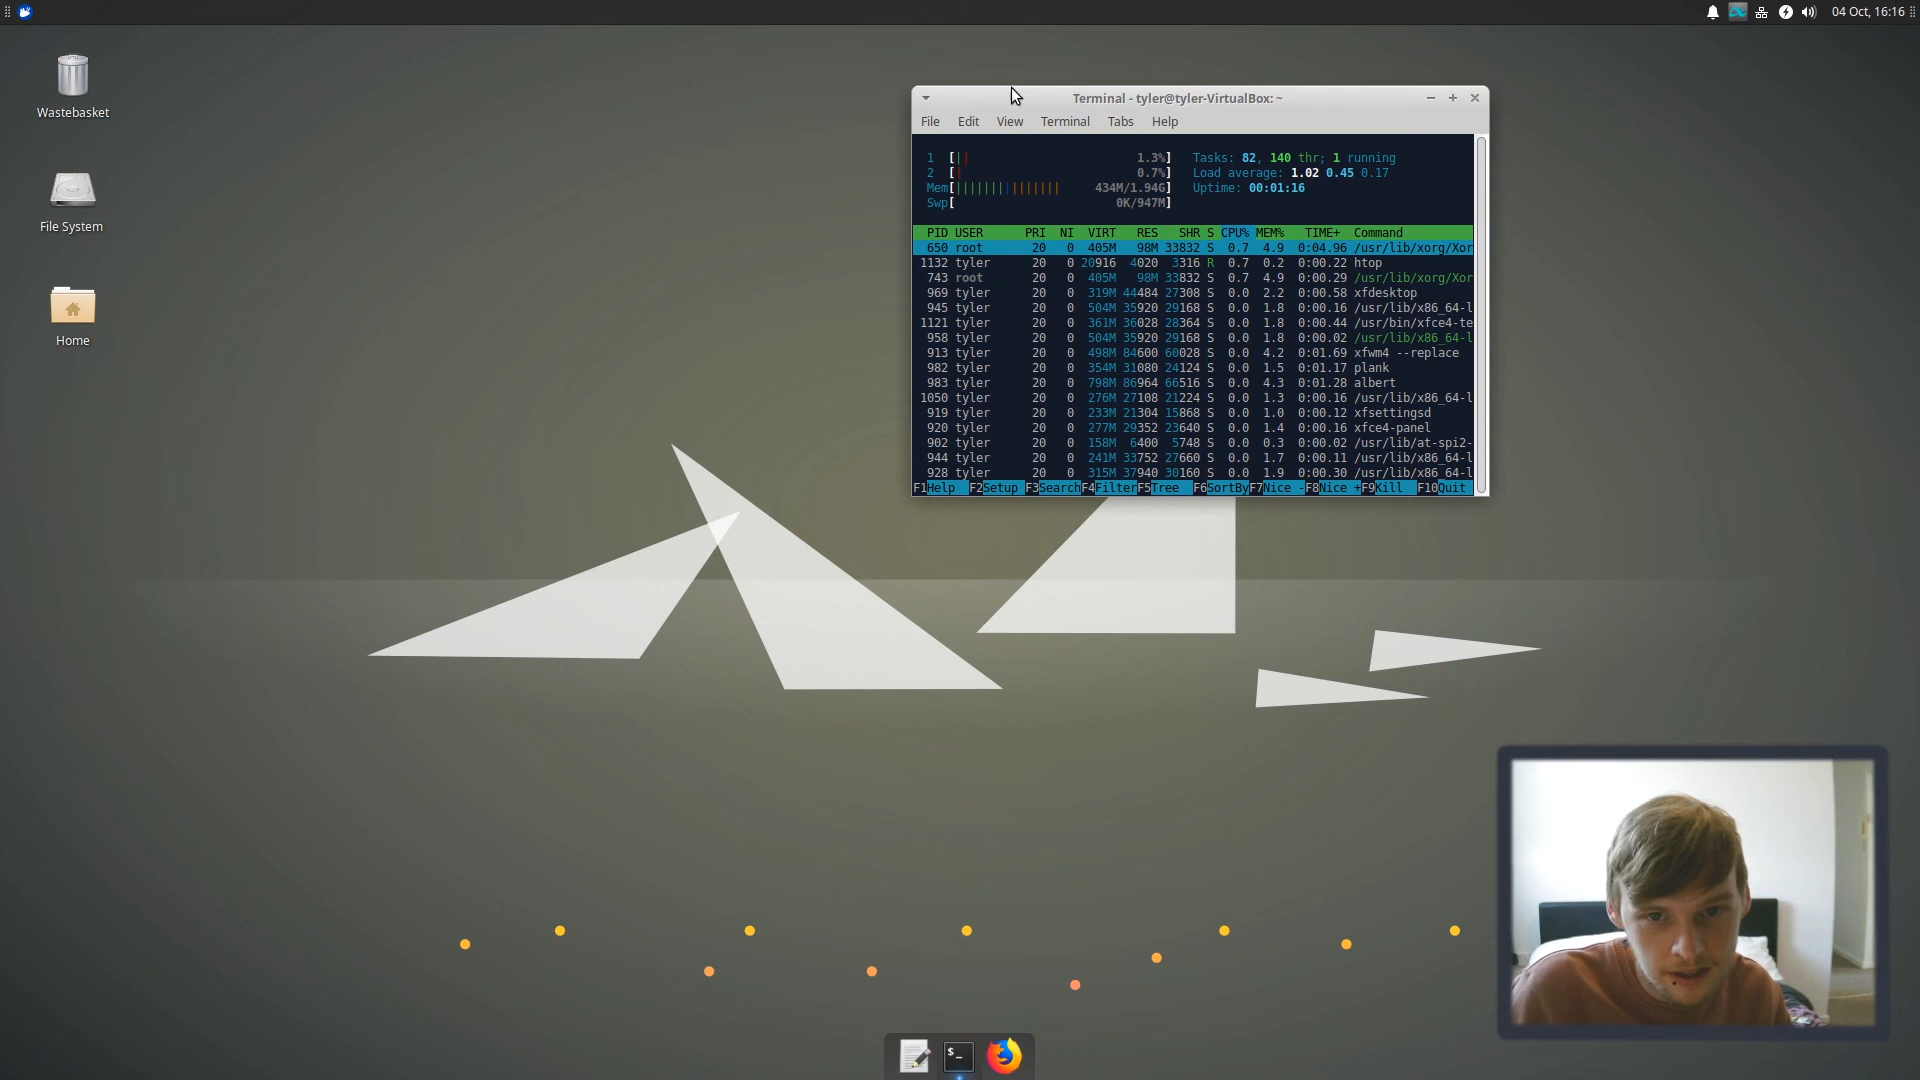 04 Oct, 16:16
Wastebasket
File System
Home
Terminal - tyler@tyler-VirtualBox: ~
File Edit View Terminal Tabs Help
1 [|| 1.3%] Tasks: 82, 140 thr; 1 running
2 [| 0.7%] Load average: 1.02 0.45 0.17
Mem[||||||||||||||| 434M/1.94G] Uptime: 00:01:16
Swp[ 0K/947M]
PID USER PRI NI VIRT RES SHR S CPU% MEM% TIME+ Command
650 root 20 0 405M 98M 33832 S 0.7 4.9 0:04.96 /usr/lib/xorg/Xor
1132 tyler 20 0 20916 4020 3316 R 0.7 0.2 0:00.22 htop
743 root 20 0 405M 98M 33832 S 0.7 4.9 0:00.29 /usr/lib/xorg/Xor
969 tyler 20 0 319M 44484 27308 S 0.0 2.2 0:00.58 xfdesktop
945 tyler 20 0 504M 35920 29168 S 0.0 1.8 0:00.16 /usr/lib/x86_64-l
1121 tyler 20 0 361M 36028 28364 S 0.0 1.8 0:00.44 /usr/bin/xfce4-te
958 tyler 20 0 504M 35920 29168 S 0.0 1.8 0:00.02 /usr/lib/x86_64-l
913 tyler 20 0 498M 84600 60028 S 0.0 4.2 0:01.69 xfwm4 --replace
982 tyler 20 0 354M 31080 24124 S 0.0 1.5 0:01.17 plank
983 tyler 20 0 798M 86964 66516 S 0.0 4.3 0:01.28 albert
1050 tyler 20 0 276M 27108 21224 S 0.0 1.3 0:00.16 /usr/lib/x86_64-l
919 tyler 20 0 233M 21304 15868 S 0.0 1.0 0:00.12 xfsettingsd
920 tyler 20 0 277M 29352 23640 S 0.0 1.4 0:00.16 xfce4-panel
902 tyler 20 0 158M 6400 5748 S 0.0 0.3 0:00.02 /usr/lib/at-spi2-
944 tyler 20 0 241M 33752 27660 S 0.0 1.7 0:00.11 /usr/lib/x86_64-l
928 tyler 20 0 315M 37940 30160 S 0.0 1.9 0:00.30 /usr/lib/x86_64-l
F1Help F2Setup F3SearchF4FilterF5Tree F6SortByF7Nice -F8Nice +F9Kill F10Quit
$_